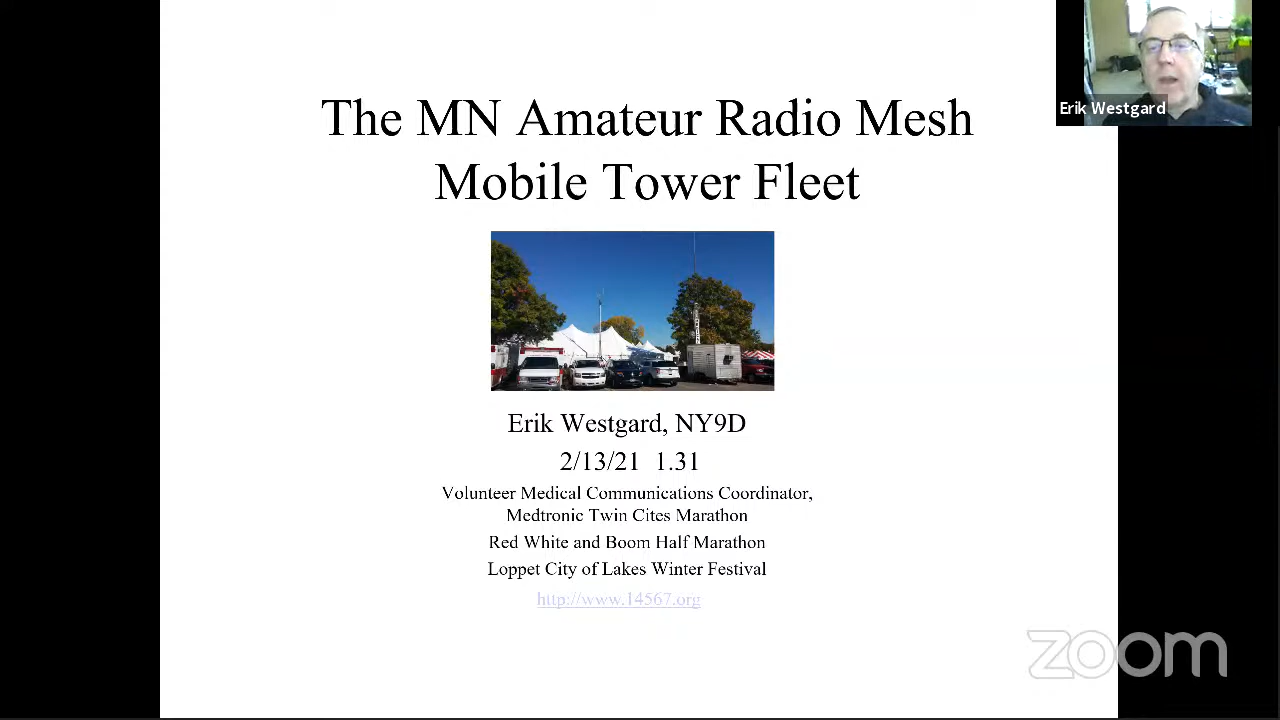 The MN Amateur Radio Mesh
Mobile Tower Fleet
Erik Westgard
Erik Westgard, NY9D
2/13/21 1.31
Volunteer Medical Communications Coordinator,
Medtronic Twin Cites Marathon
Red White and Boom Half Marathon
Loppet City of Lakes Winter Festival
http://www.14567.org
zoom